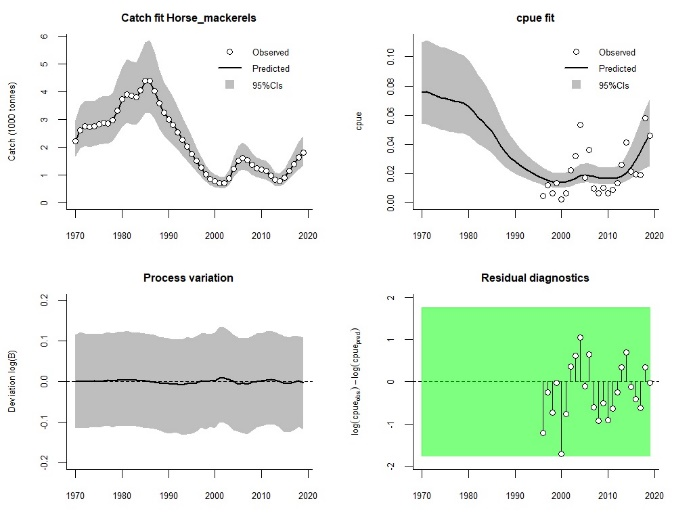 Catch fit Horse_mackerels
Catch (1000 tonnes)
6
5
4
3
2
1
0
Observed
Predicted
95%CIs
1970 1980 1990 2000 2010 2020
cpue fit
cpue
0.10
0.08
0.06
0.04
0.02
0.00
Observed
Predicted
95%CIs
1970 1980 1990 2000 2010 2020
Process variation
Deviation log(B)
0.2
0.1
0.0
-0.1
-0.2
1970 1980 1990 2000 2010 2020
Residual diagnostics
log(cpue_obs) − log(cpue_pred)
2
1
0
-1
-2
1970 1980 1990 2000 2010 2020